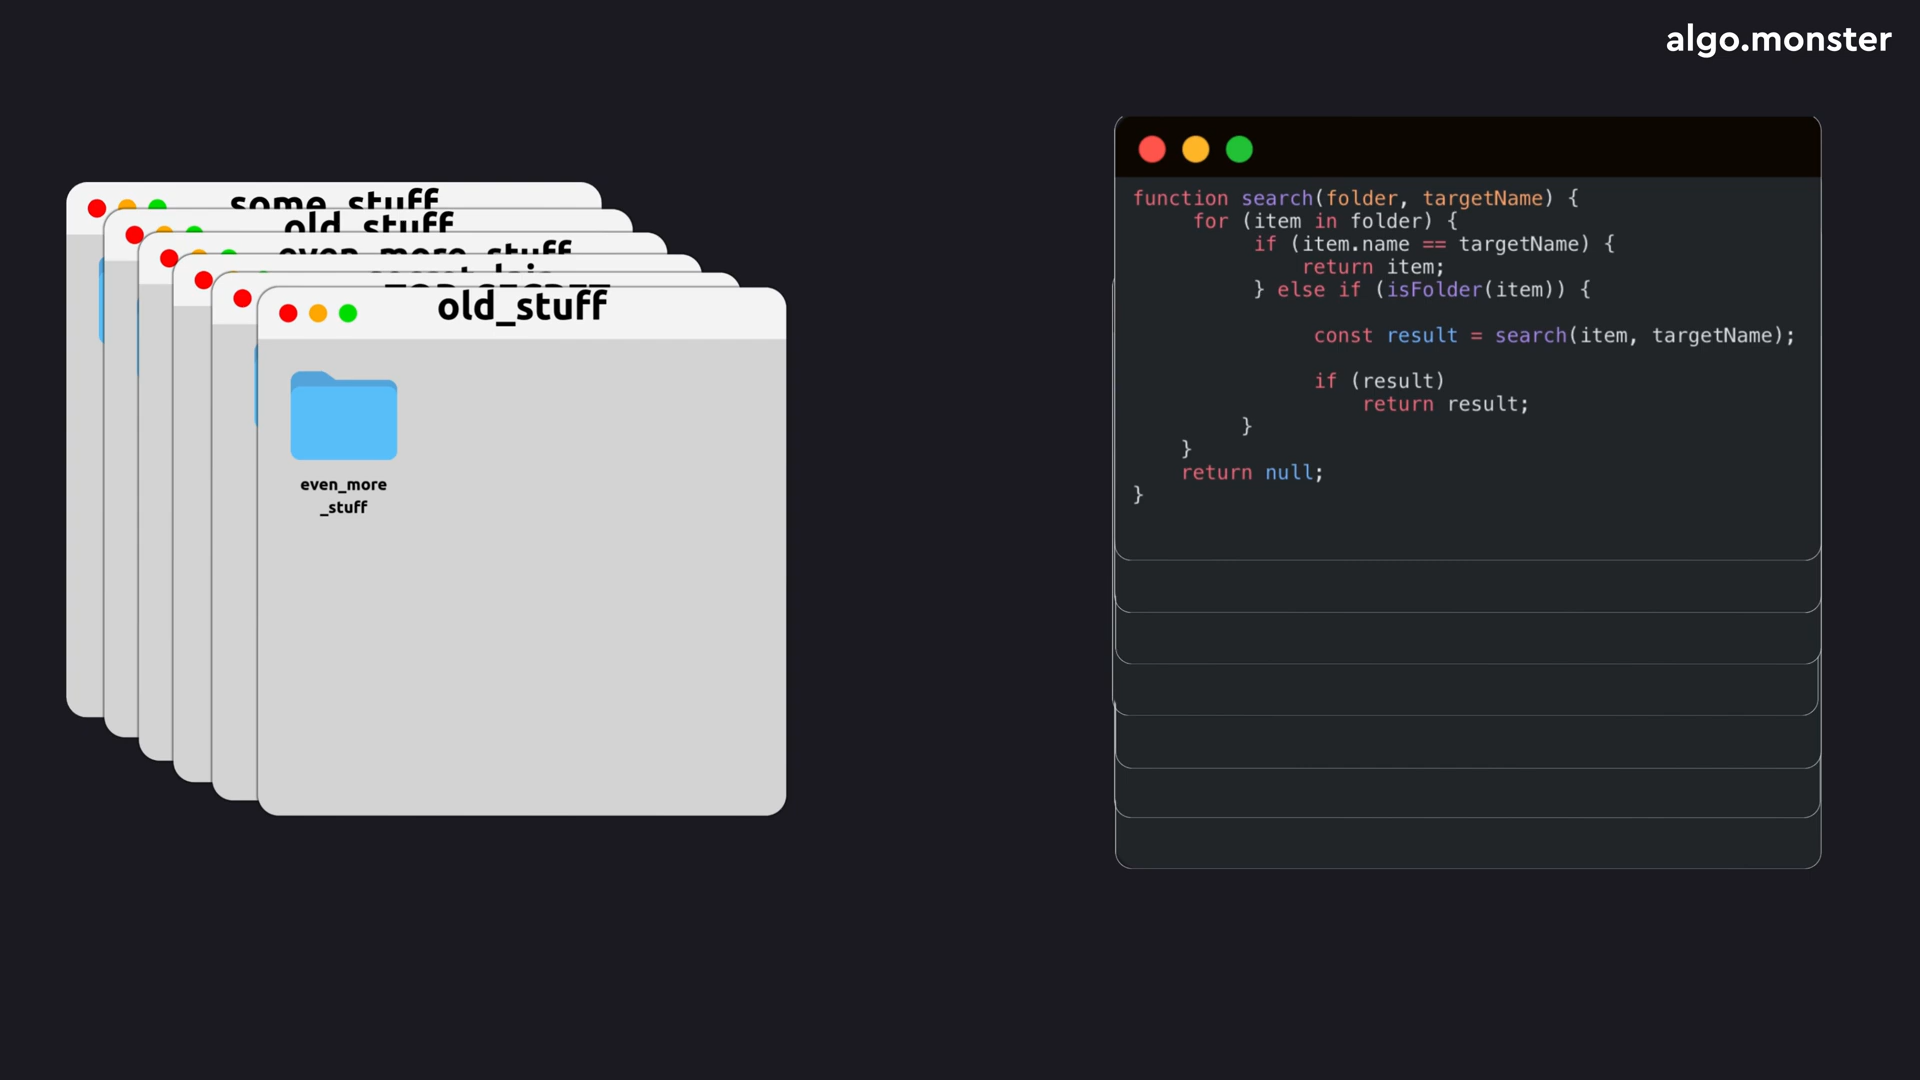 algo.monster
some_stuff
old_stuff
even_more_stuff
old_stuff
even_more
_stuff
function search(folder, targetName) {
for (item in folder) {
if (item.name == targetName) {
return item;
} else if (isFolder(item)) {
const result = search(item, targetName);
if (result)
return result;
}
}
return null;
}